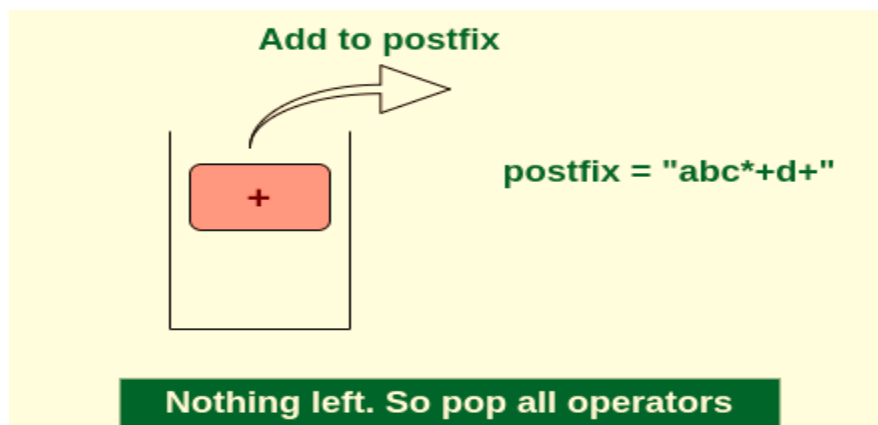 Add to postfix
postfix = "abc*+d+"
+
Nothing left. So pop all operators